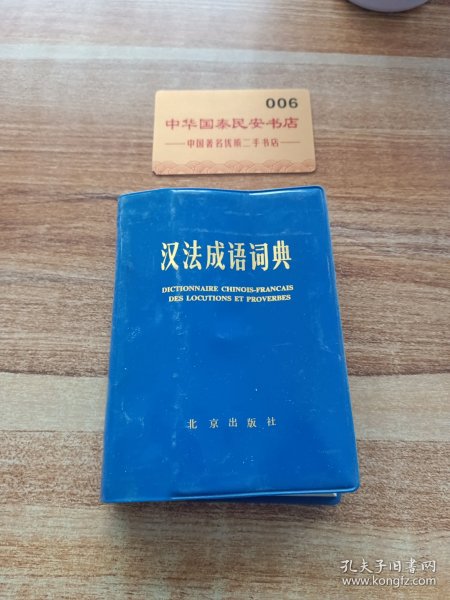 006
中华国泰民安书店
中国著名优质二手书店
汉法成语词典
DICTIONNAIRE CHINOIS-FRANCAIS
DES LOCUTIONS ET PROVERBES
北京出版社
孔夫子旧书网
www.kongfz.com